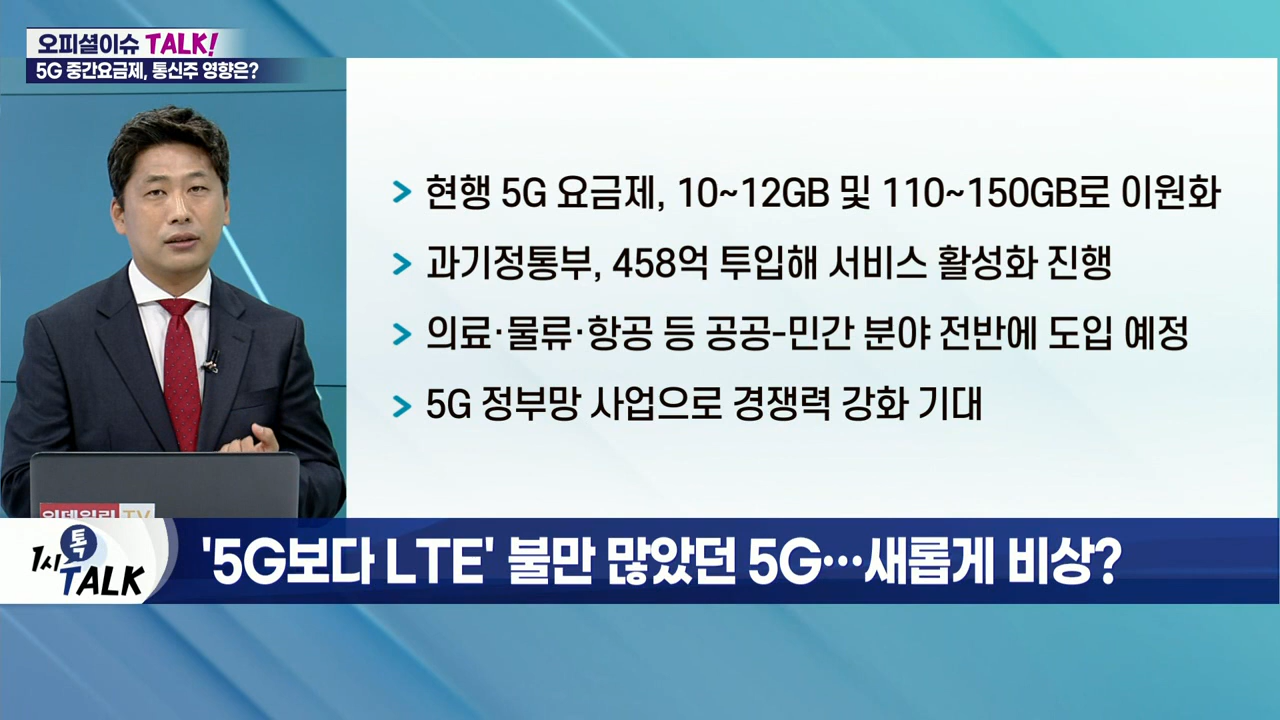 오피셜이슈 TALK!
5G 중간요금제, 통신주 영향은?
> 현행 5G 요금제, 10~12GB 및 110~150GB로 이원화
> 과기정통부, 458억 투입해 서비스 활성화 진행
> 의료·물류·항공 등 공공-민간 분야 전반에 도입 예정
> 5G 정부망 사업으로 경쟁력 강화 기대
이데일리 TV
1시 톡 TALK
'5G보다 LTE' 불만 많았던 5G…새롭게 비상?